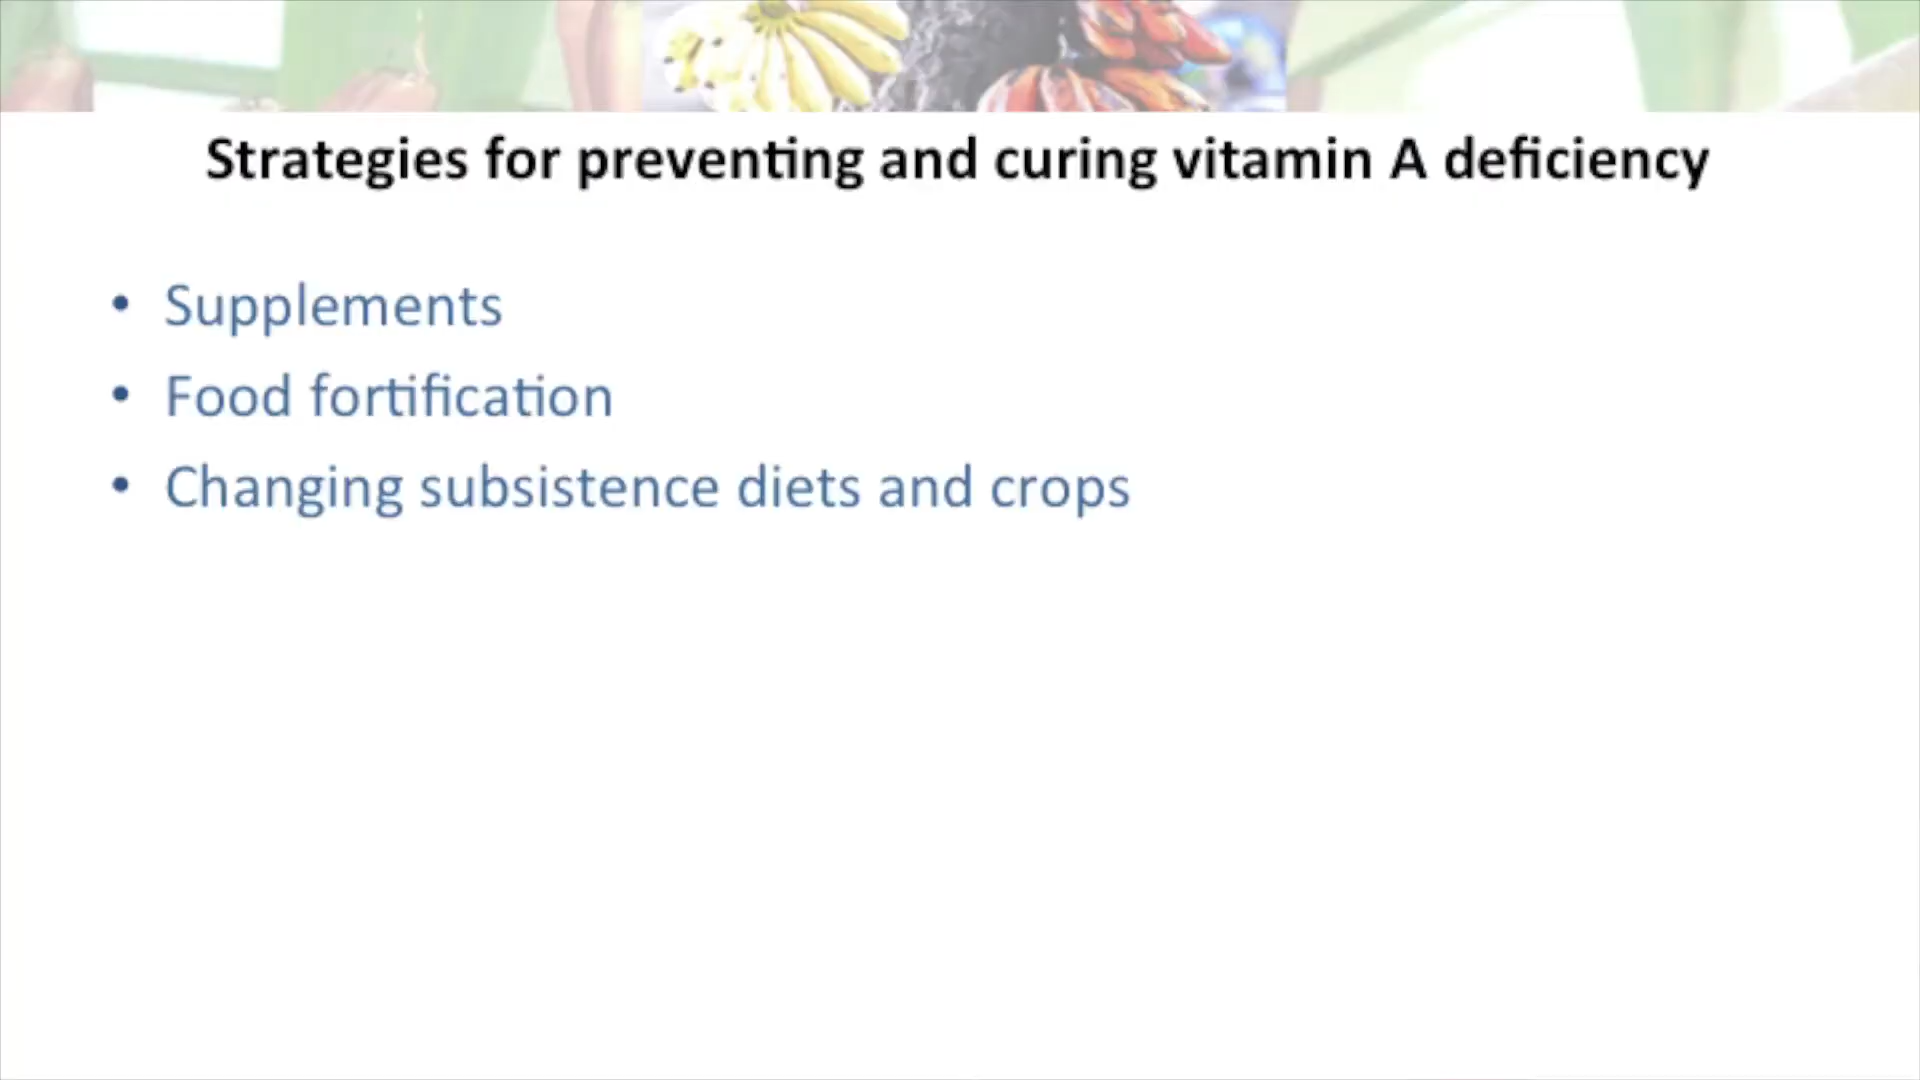 Strategies for preventing and curing vitamin A deficiency
• Supplements
• Food fortification
• Changing subsistence diets and crops